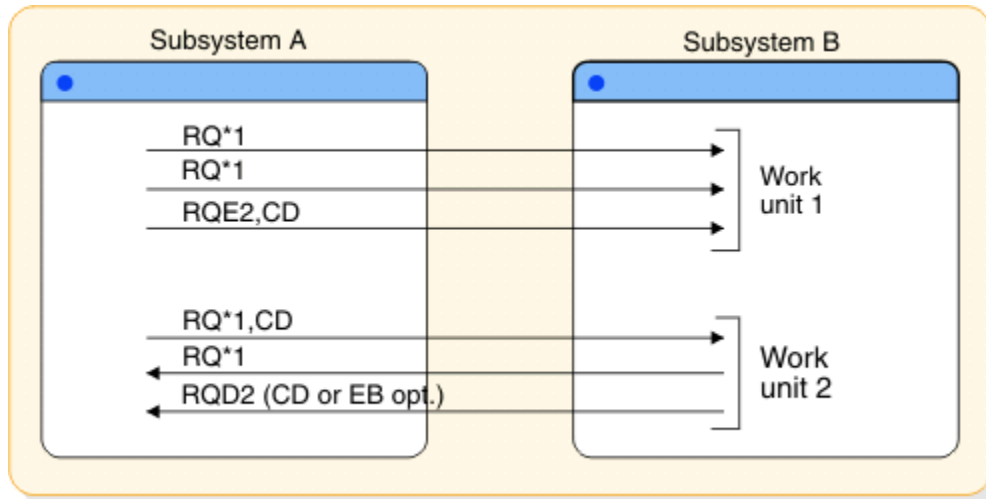 Subsystem A
Subsystem B
RQ*1
RQ*1
RQE2,CD
Work
unit 1
RQ*1,CD
RQ*1
RQD2 (CD or EB opt.)
Work
unit 2